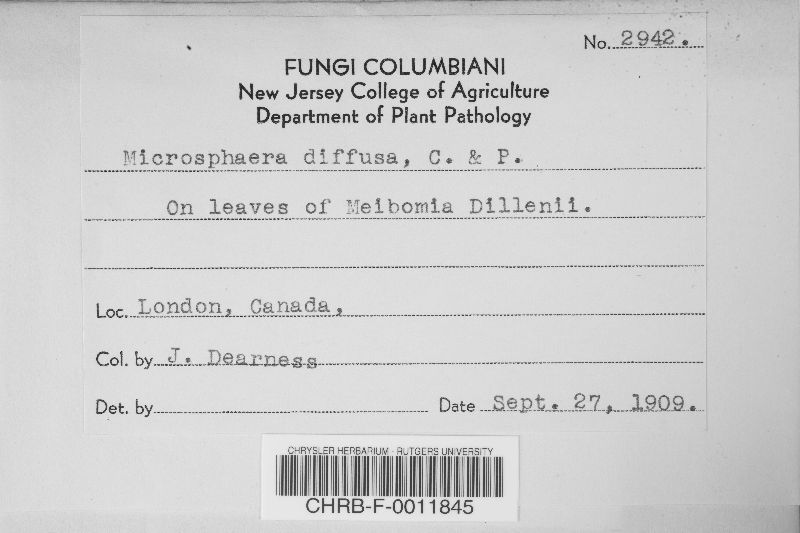 No. 2942.
FUNGI COLUMBIANI
New Jersey College of Agriculture
Department of Plant Pathology
Microsphaera diffusa, C. & P.
On leaves of Meibomia Dillenii.
Loc. London, Canada,
Col. by J. Dearness
Det. by
Date Sept. 27, 1909.
CHRYSLER HERBARIUM - RUTGERS UNIVERSITY
CHRB-F-0011845